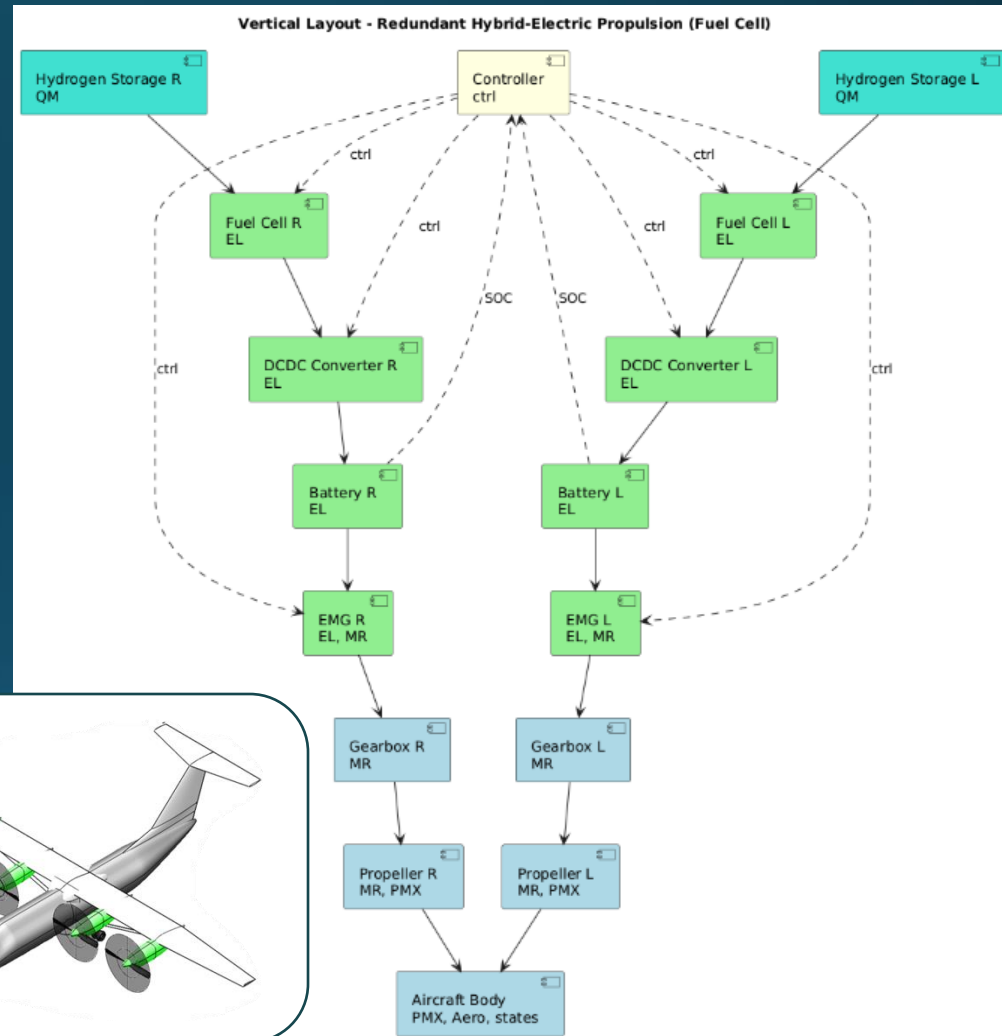 Vertical Layout - Redundant Hybrid-Electric Propulsion (Fuel Cell)
Hydrogen Storage R
QM
Controller
ctrl
Hydrogen Storage L
QM
ctrl
ctrl
Fuel Cell R
EL
ctrl
ctrl
Fuel Cell L
EL
SOC
SOC
ctrl
DCDC Converter R
EL
DCDC Converter L
EL
ctrl
Battery R
EL
Battery L
EL
EMG R
EL, MR
EMG L
EL, MR
Gearbox R
MR
Gearbox L
MR
Propeller R
MR, PMX
Propeller L
MR, PMX
Aircraft Body
PMX, Aero, states